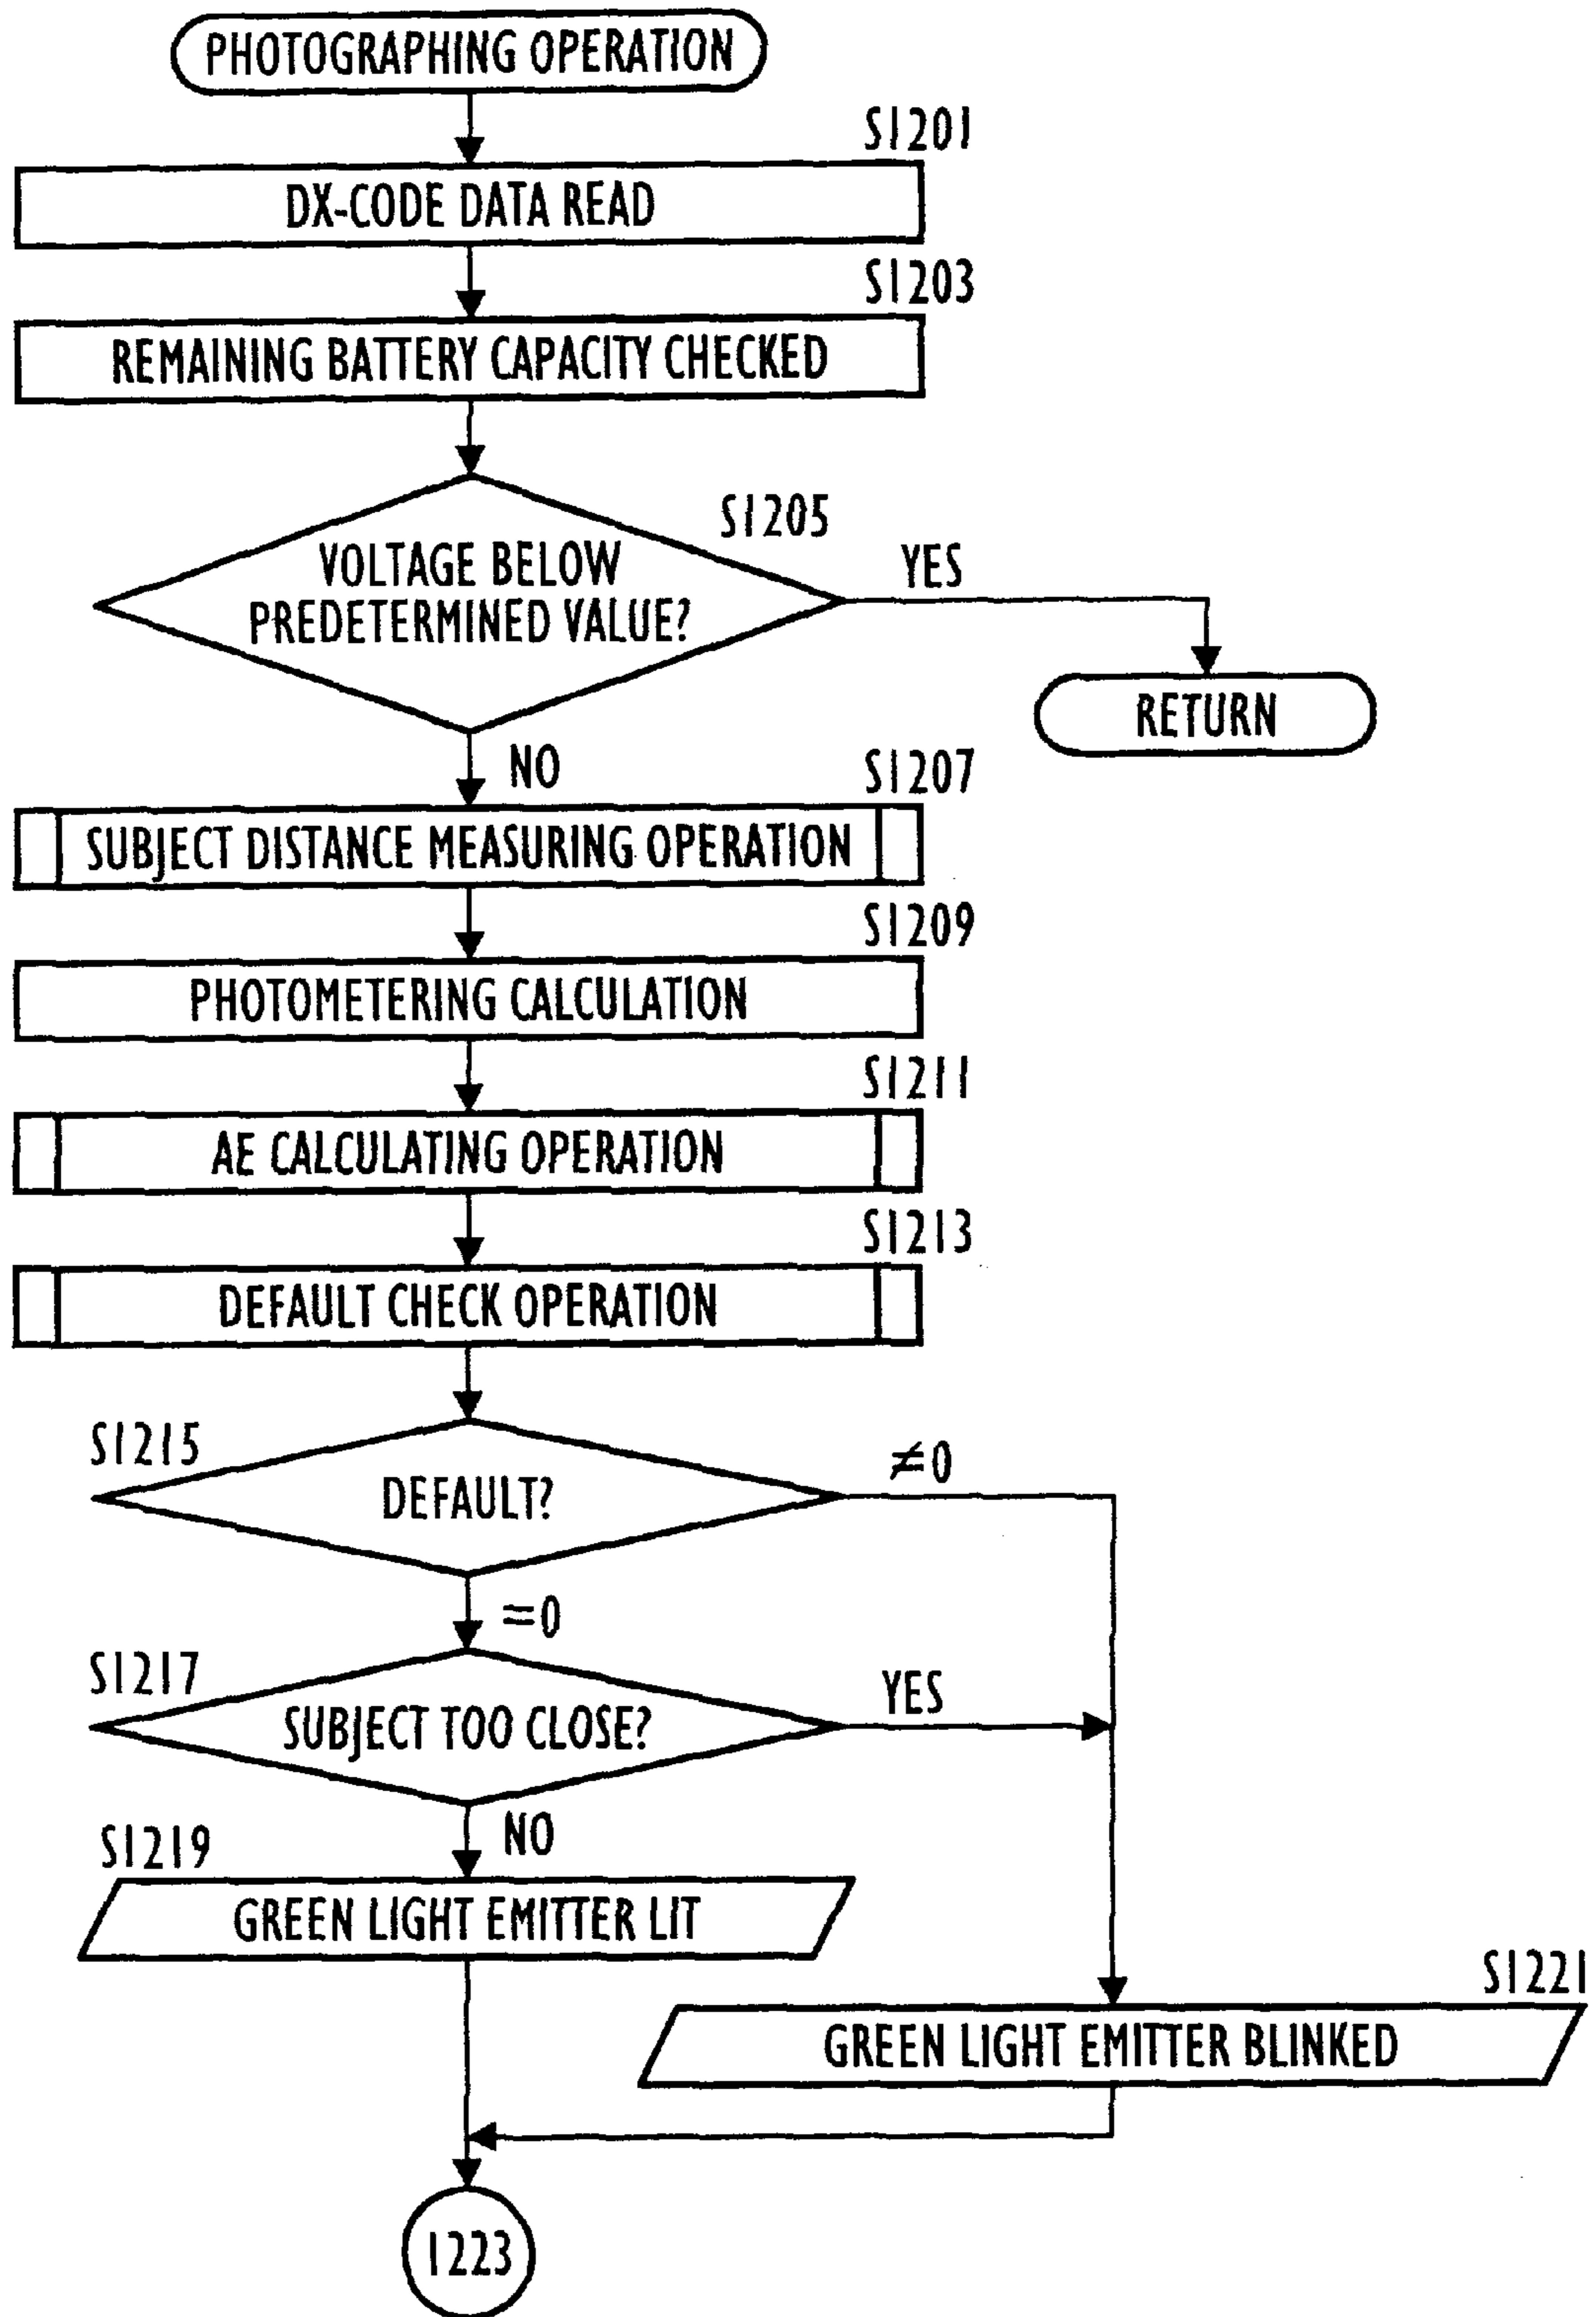 PHOTOGRAPHING OPERATION
S1201
DX-CODE DATA READ
S1203
REMAINING BATTERY CAPACITY CHECKED
S1205
VOLTAGE BELOW
PREDETERMINED VALUE?
YES
RETURN
NO
S1207
SUBJECT DISTANCE MEASURING OPERATION
S1209
PHOTOMETERING CALCULATION
S1211
AE CALCULATING OPERATION
S1213
DEFAULT CHECK OPERATION
S1215
DEFAULT?
≠0
=0
S1217
SUBJECT TOO CLOSE?
YES
NO
S1219
GREEN LIGHT EMITTER LIT
S1221
GREEN LIGHT EMITTER BLINKED
1223